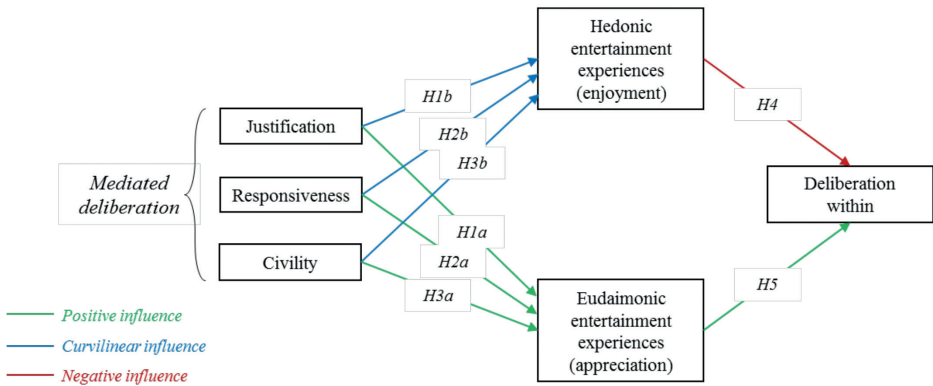 Hedonic
entertainment
experiences
(enjoyment)
H1b
H4
Justification
H2b
H3b
Mediated
deliberation
Responsiveness
Deliberation
within
H1a
Civility
H2a
H3a
H5
Eudaimonic
entertainment
experiences
(appreciation)
Positive influence
Curvilinear influence
Negative influence